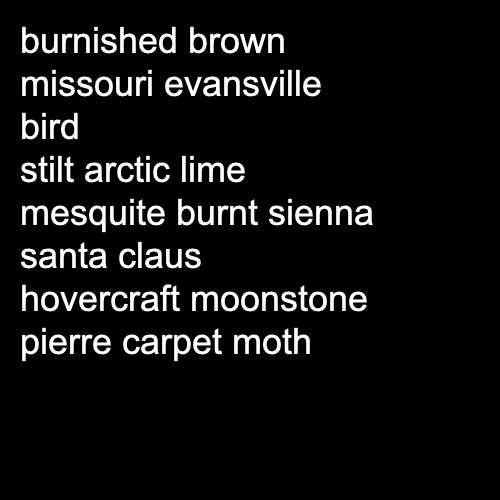 burnished brown
missouri evansville
bird
stilt arctic lime
mesquite burnt sienna
santa claus
hovercraft moonstone
pierre carpet moth